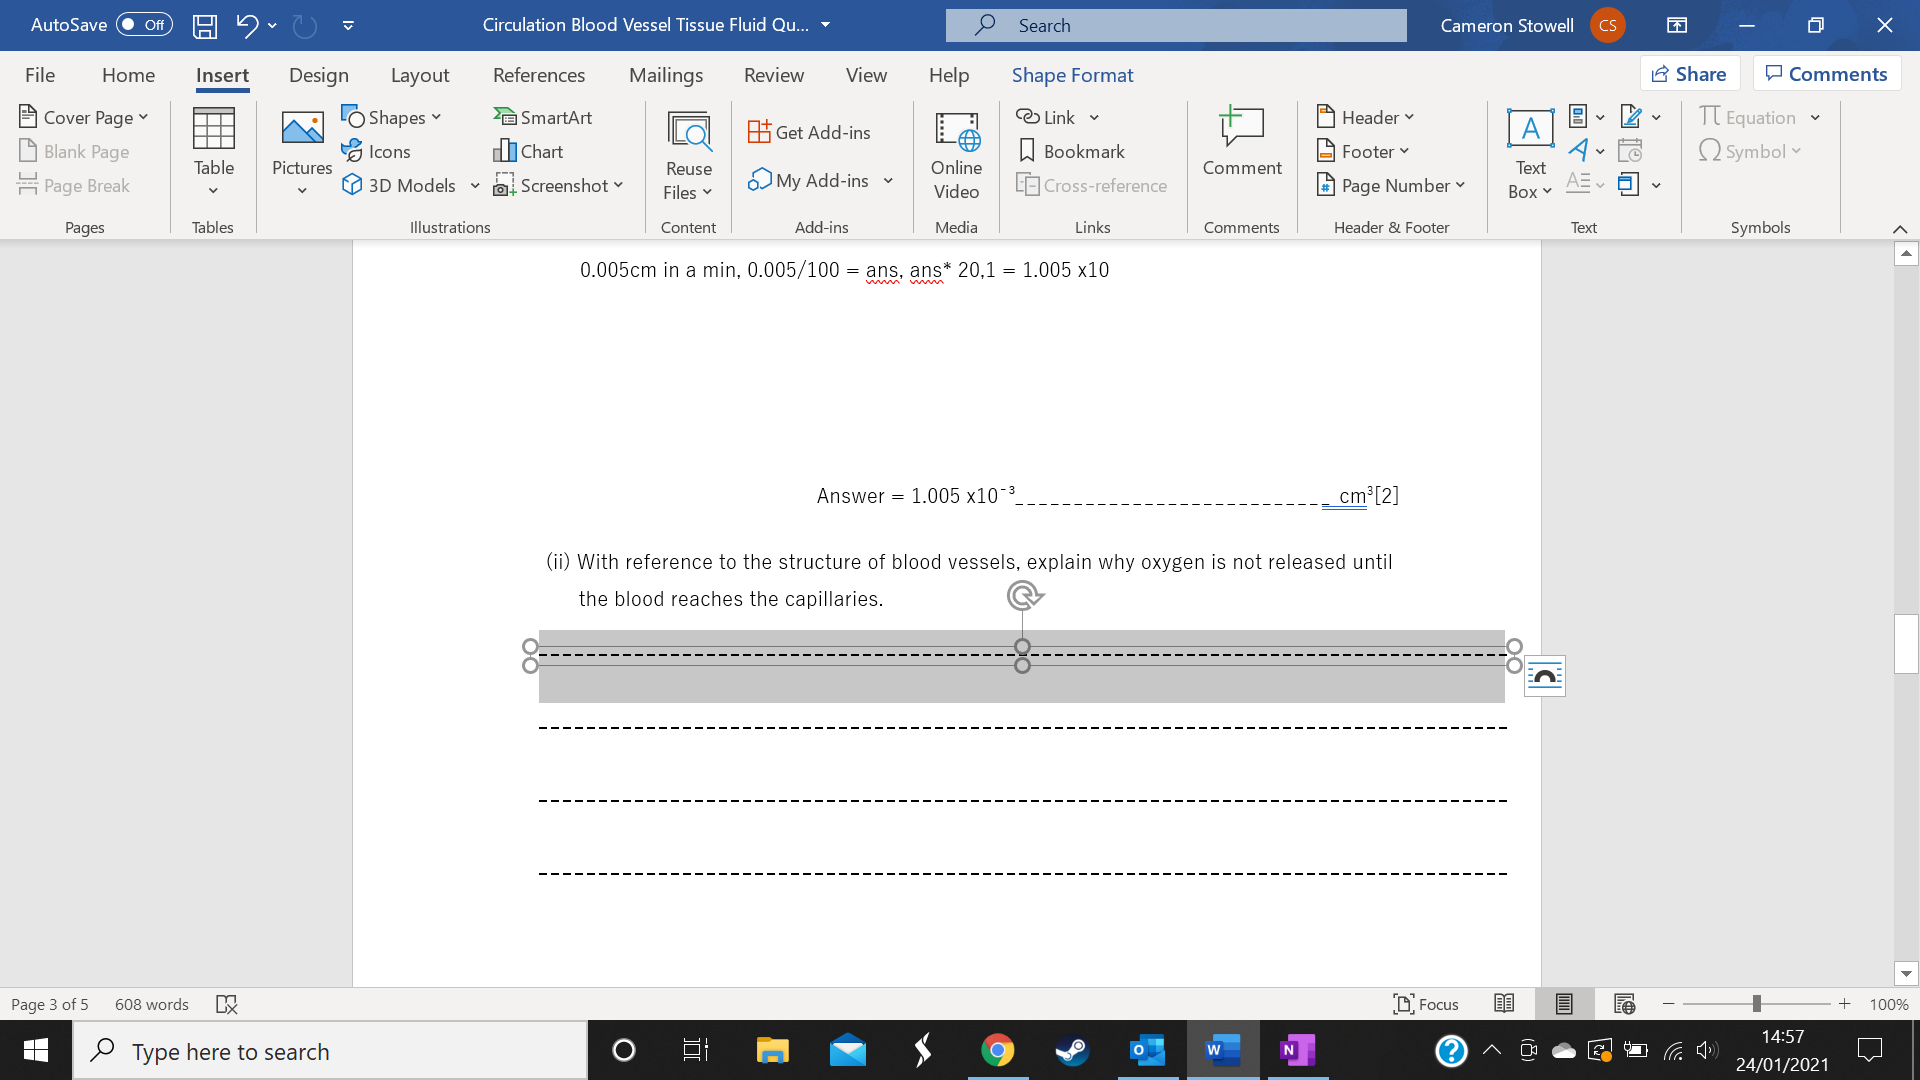 AutoSave Off Circulation Blood Vessel Tissue Fluid Qu... Search Cameron Stowell CS
File Home Insert Design Layout References Mailings Review View Help Shape Format Share Comments
Cover Page
Blank Page
Page Break
Pages
Table
Tables
Pictures
Shapes
Icons
3D Models
SmartArt
Chart
Screenshot
Illustrations
Reuse
Files
Content
Get Add-ins
My Add-ins
Add-ins
Online
Video
Media
Link
Bookmark
Cross-reference
Links
Comment
Comments
Header
Footer
Page Number
Header & Footer
Text
Box
Text
Equation
Symbol
Symbols
0.005cm in a min, 0.005/100 = ans, ans* 20,1 = 1.005 x10
Answer = 1.005 x10⁻³___________________________ cm³[2]
(ii) With reference to the structure of blood vessels, explain why oxygen is not released until
the blood reaches the capillaries.
Page 3 of 5 608 words Focus 100%
Type here to search
14:57
24/01/2021